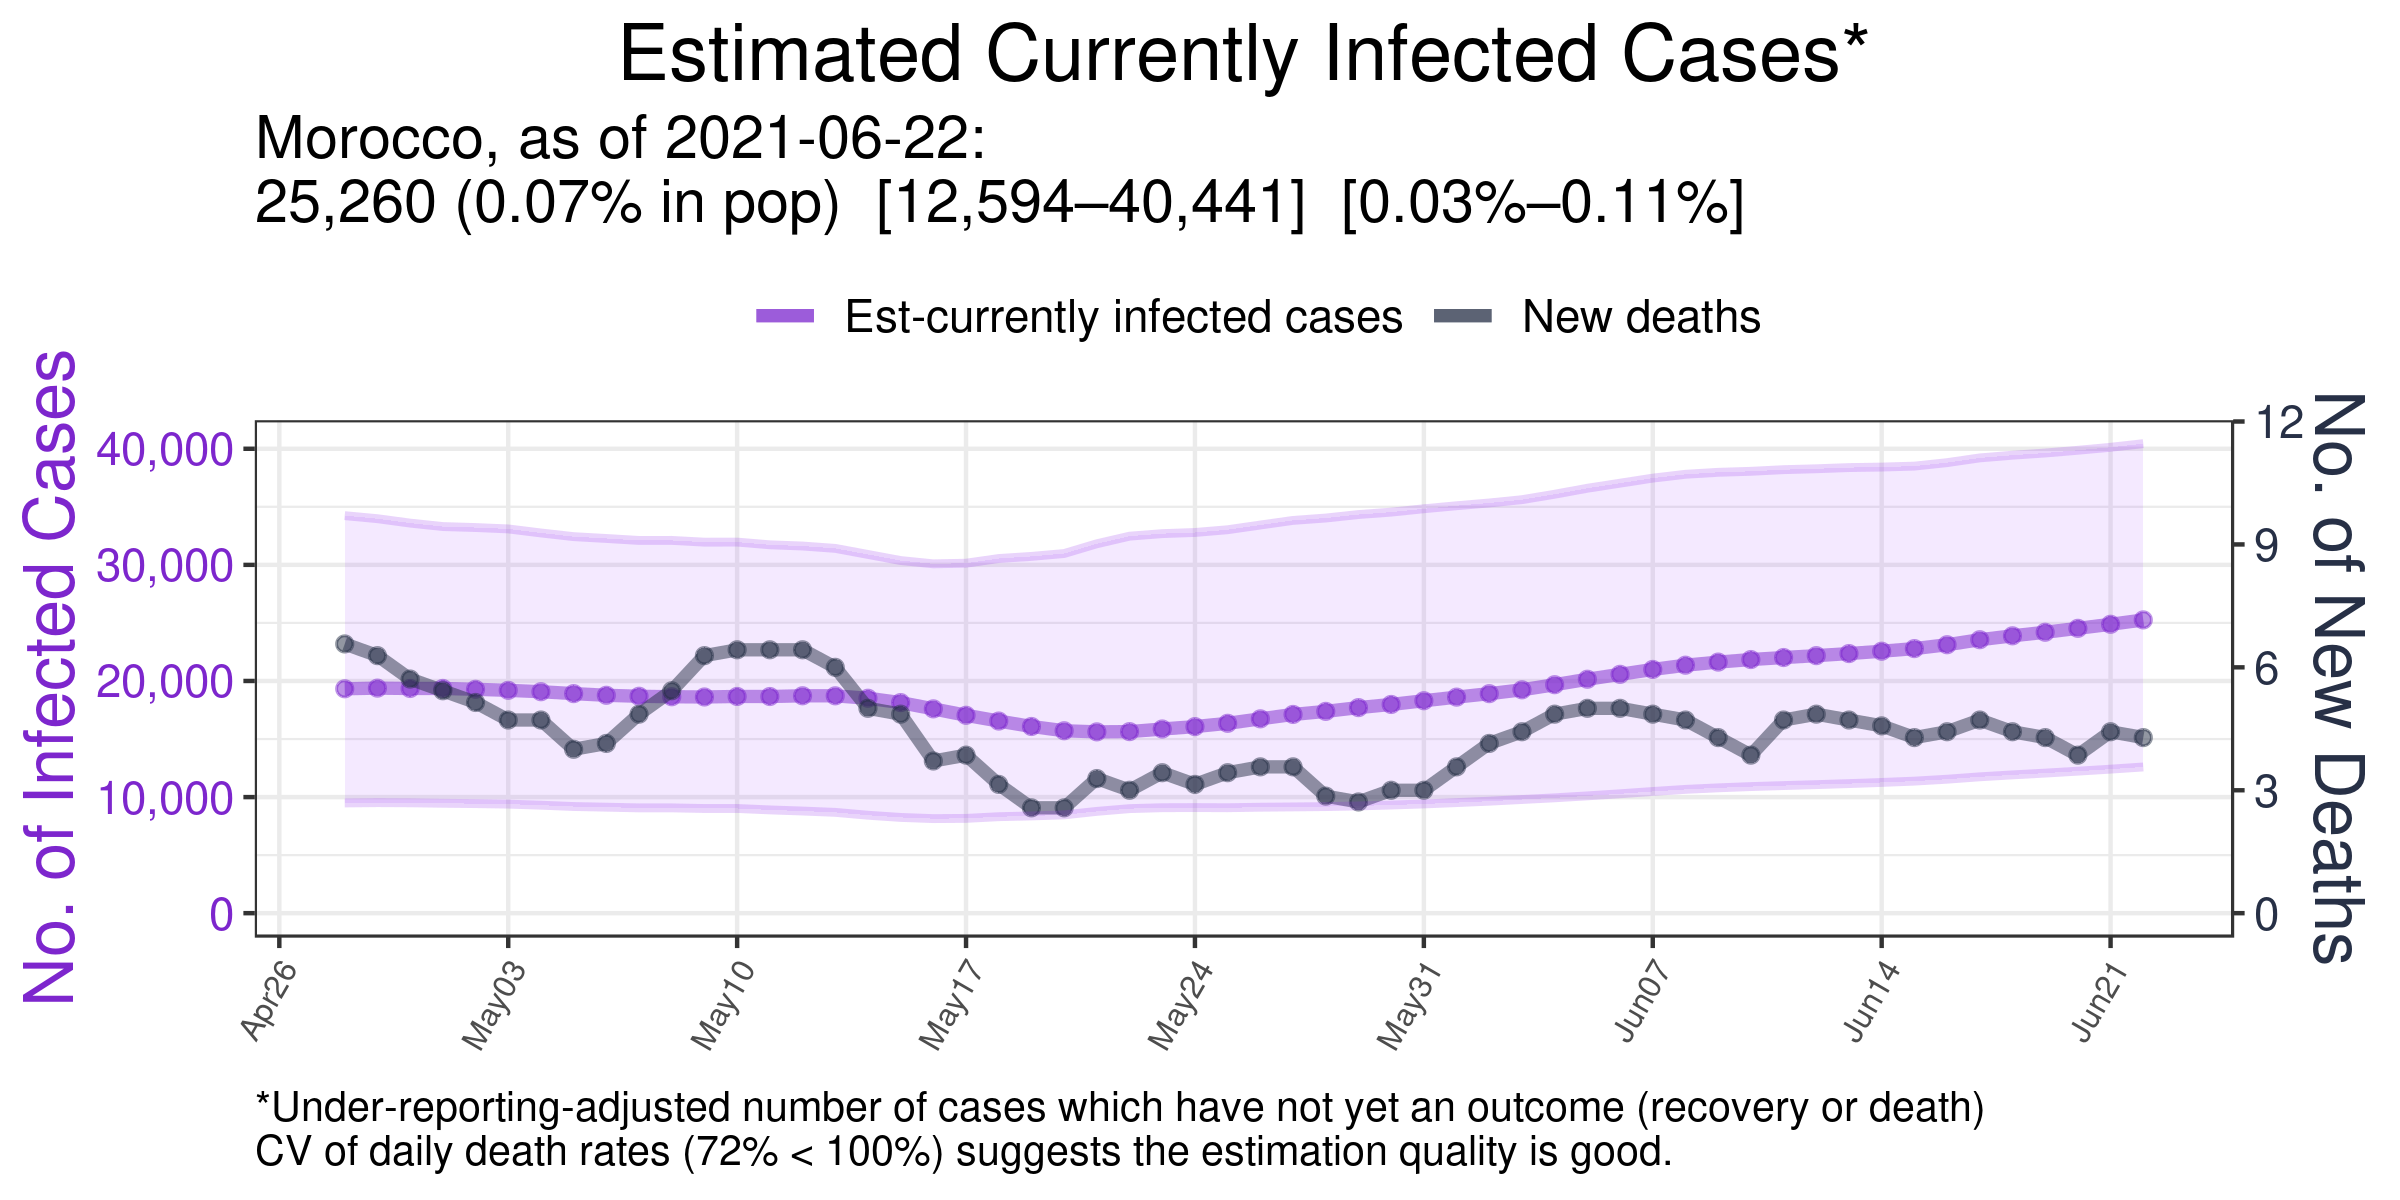 Estimated Currently Infected Cases*
Morocco, as of 2021-06-22:
25,260 (0.07% in pop)  [12,594–40,441]  [0.03%–0.11%]
Est-currently infected cases
New deaths
No. of Infected Cases
40,000
30,000
20,000
10,000
0
12
9
6
3
0
No. of New Deaths
Apr26
May03
May10
May17
May24
May31
Jun07
Jun14
Jun21
*Under-reporting-adjusted number of cases which have not yet an outcome (recovery or death)
CV of daily death rates (72% < 100%) suggests the estimation quality is good.